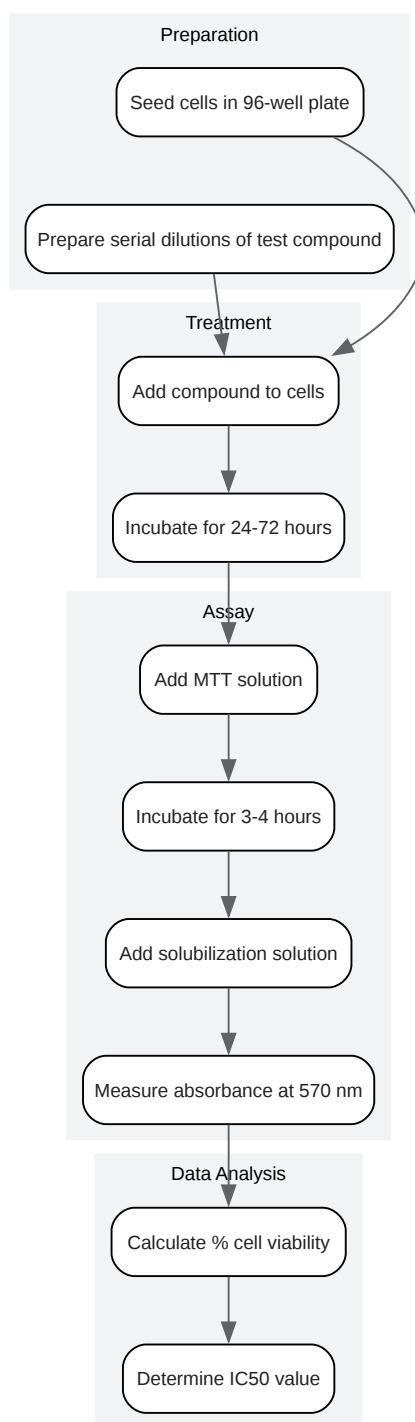 Preparation
Seed cells in 96-well plate
Prepare serial dilutions of test compound
Treatment
Add compound to cells
Incubate for 24-72 hours
Assay
Add MTT solution
Incubate for 3-4 hours
Add solubilization solution
Measure absorbance at 570 nm
Data Analysis
Calculate % cell viability
Determine IC50 value